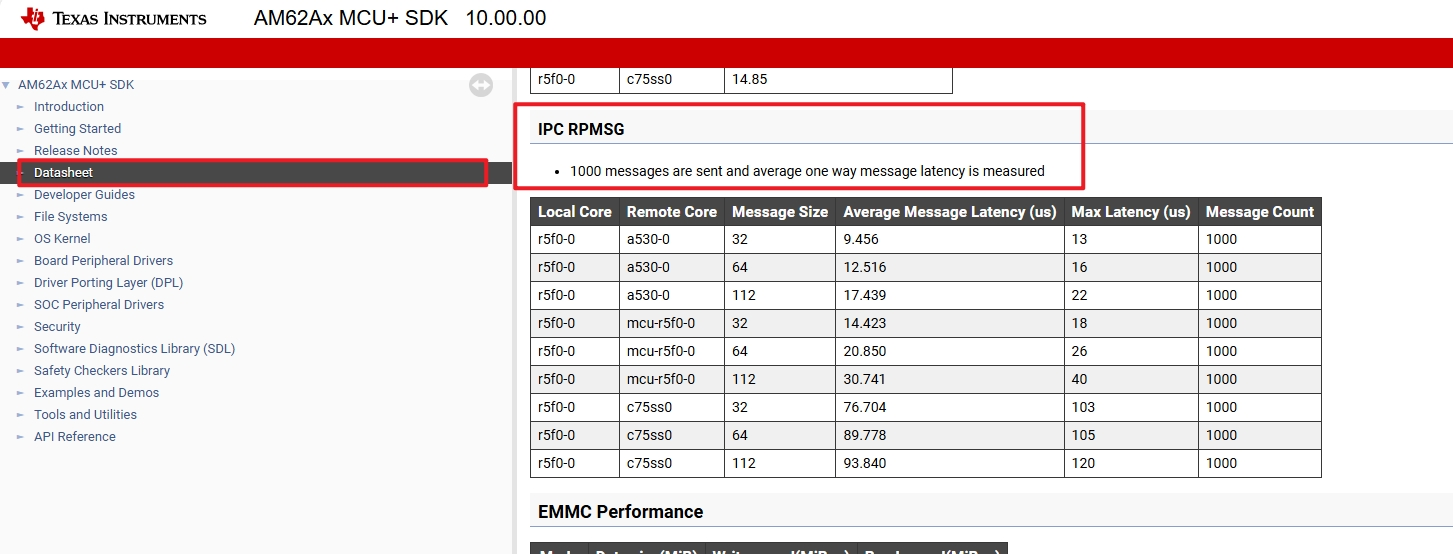 TEXAS INSTRUMENTS AM62Ax MCU+ SDK 10.00.00
AM62Ax MCU+ SDK
Introduction
Getting Started
Release Notes
Datasheet
Developer Guides
File Systems
OS Kernel
Board Peripheral Drivers
Driver Porting Layer (DPL)
SOC Peripheral Drivers
Security
Software Diagnostics Library (SDL)
Safety Checkers Library
Examples and Demos
Tools and Utilities
API Reference
r5f0-0 c75ss0 14.85
IPC RPMSG
• 1000 messages are sent and average one way message latency is measured
Local Core Remote Core Message Size Average Message Latency (us) Max Latency (us) Message Count
r5f0-0 a530-0 32 9.456 13 1000
r5f0-0 a530-0 64 12.516 16 1000
r5f0-0 a530-0 112 17.439 22 1000
r5f0-0 mcu-r5f0-0 32 14.423 18 1000
r5f0-0 mcu-r5f0-0 64 20.850 26 1000
r5f0-0 mcu-r5f0-0 112 30.741 40 1000
r5f0-0 c75ss0 32 76.704 103 1000
r5f0-0 c75ss0 64 89.778 105 1000
r5f0-0 c75ss0 112 93.840 120 1000
EMMC Performance